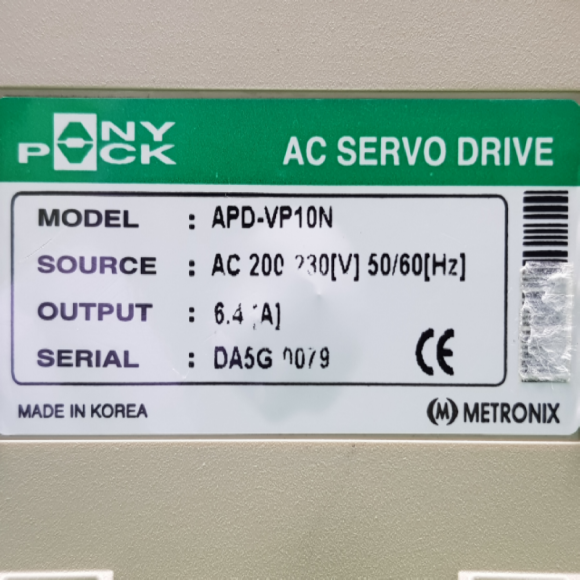 ANY PACK
AC SERVO DRIVE
MODEL : APD-VP10N
SOURCE : AC 200 230[V] 50/60[Hz]
OUTPUT : 6.4 [A]
SERIAL : DA5G 0079
CE
MADE IN KOREA
(M) METRONIX